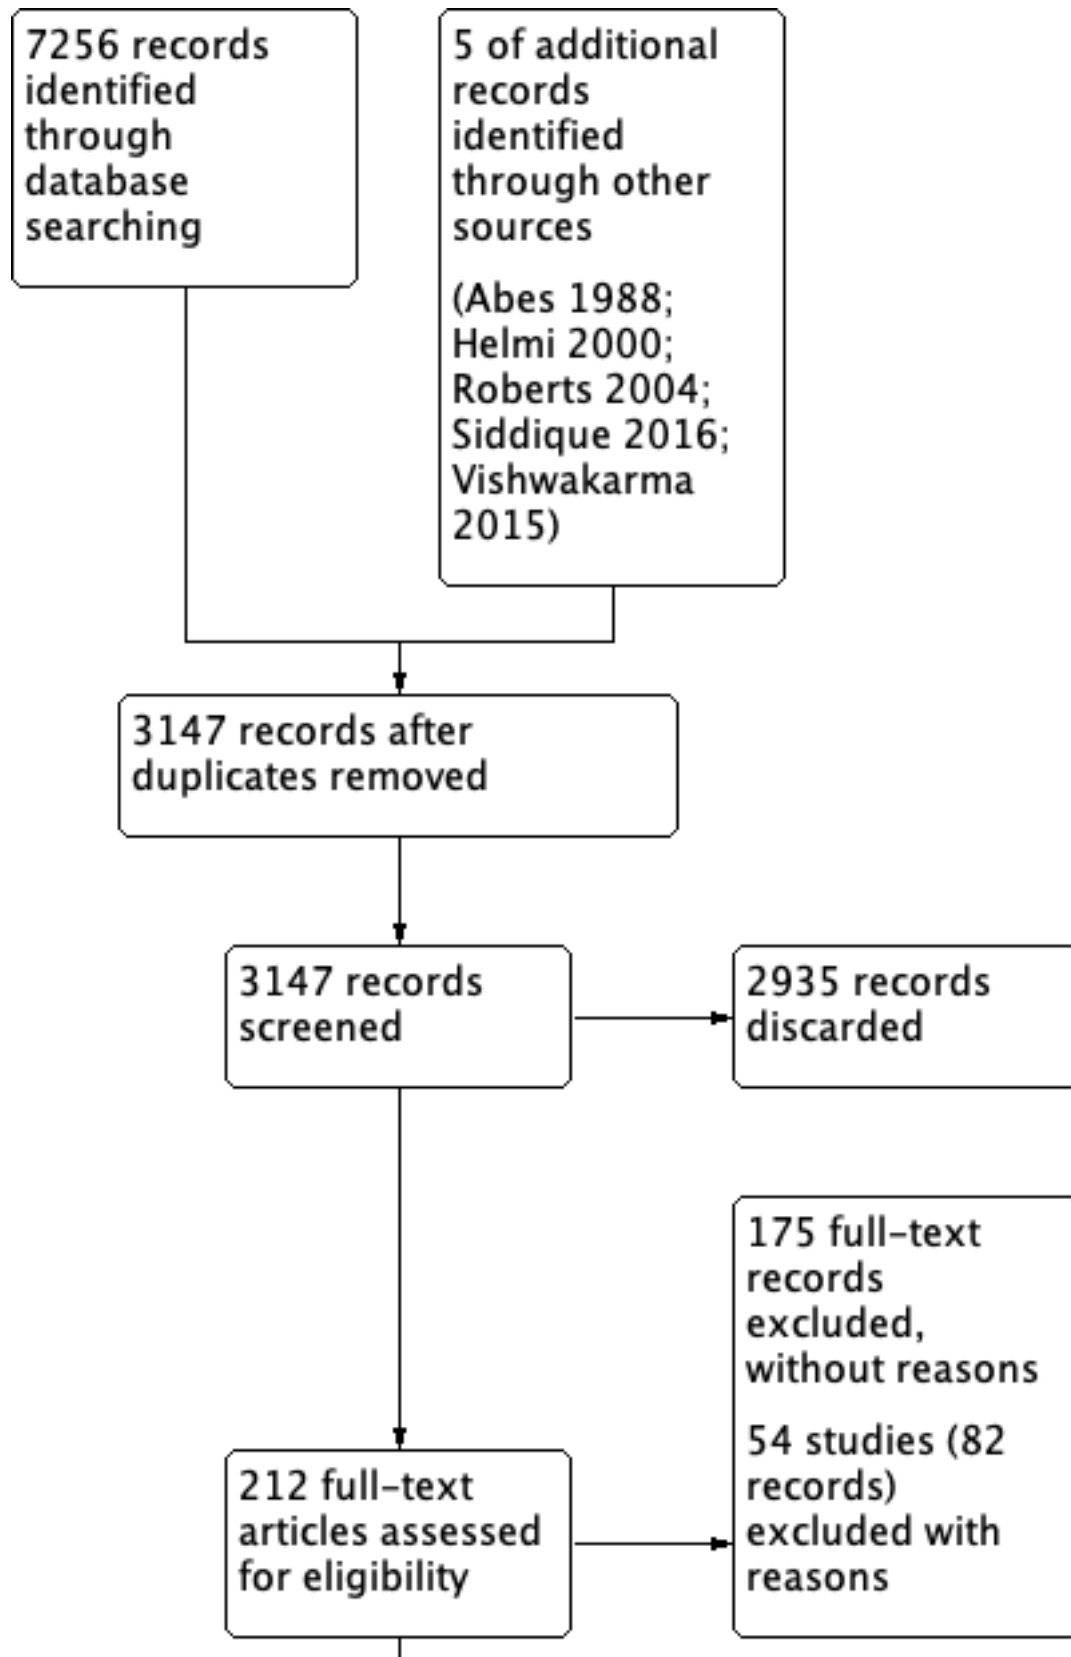 7256 records
identified
through
database
searching
5 of additional
records
identified
through other
sources
(Abes 1988;
Helmi 2000;
Roberts 2004;
Siddique 2016;
Vishwakarma
2015)
3147 records after
duplicates removed
3147 records
screened
2935 records
discarded
175 full-text
records
excluded,
without reasons
54 studies (82
records)
excluded with
reasons
212 full-text
articles assessed
for eligibility